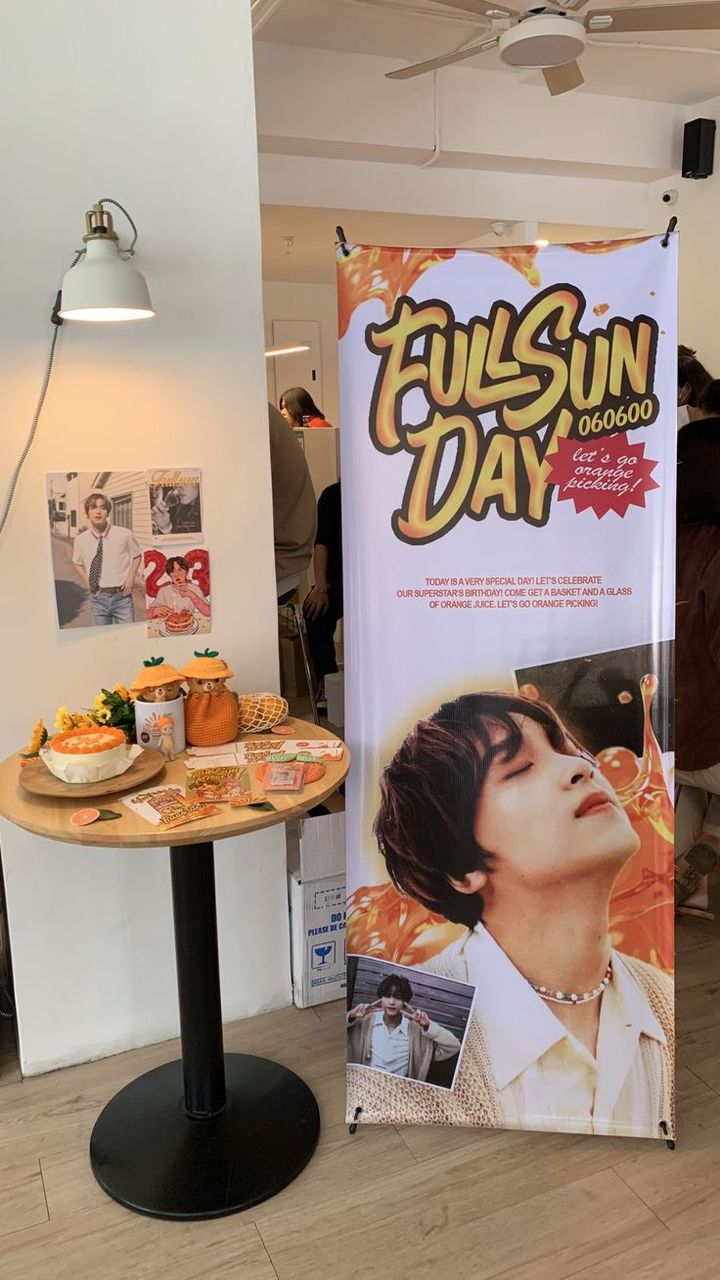 FULLSUN
DAY
060600
let's go
orange
picking!
TODAY IS A VERY SPECIAL DAY! LET'S CELEBRATE
OUR SUPERSTAR'S BIRTHDAY! COME GET A BASKET AND A GLASS
OF ORANGE JUICE. LET'S GO ORANGE PICKING!
Fullsun
23